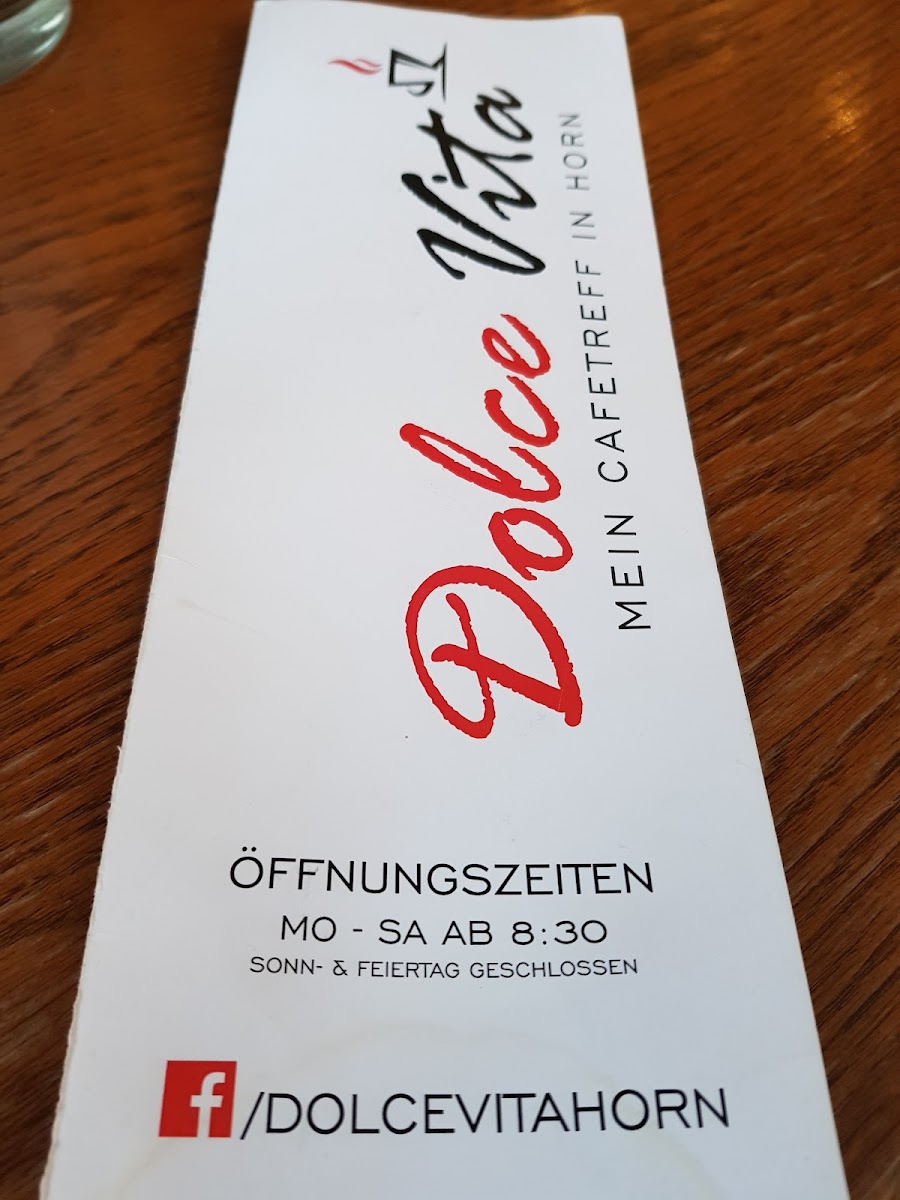 Dolce Vita
MEIN CAFETREFF IN HORN
ÖFFNUNGSZEITEN
MO - SA AB 8:30
SONN- & FEIERTAG GESCHLOSSEN
f/DOLCEVITAHORN